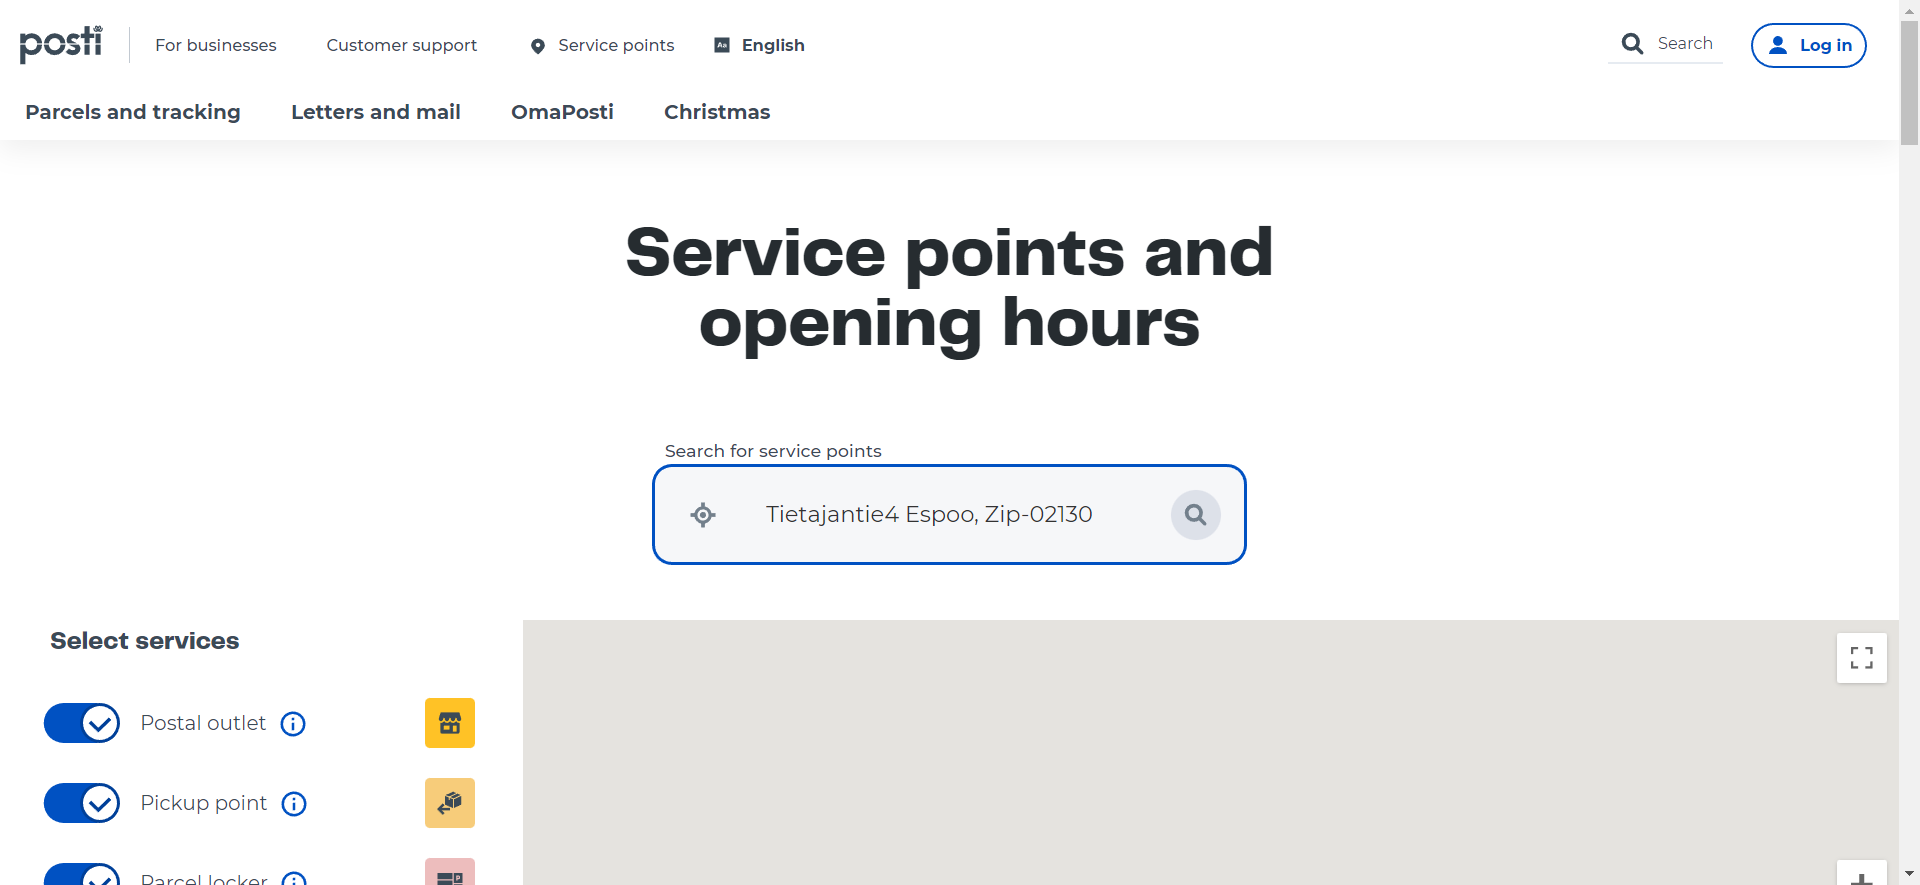 posti
For businesses
Customer support
Service points
Aa
English
Search
Log in
Parcels and tracking
Letters and mail
OmaPosti
Christmas
Service points and
opening hours
Search for service points
Tietajantie4 Espoo, Zip-02130
Select services
Postal outlet
Pickup point
Parcel locker
P